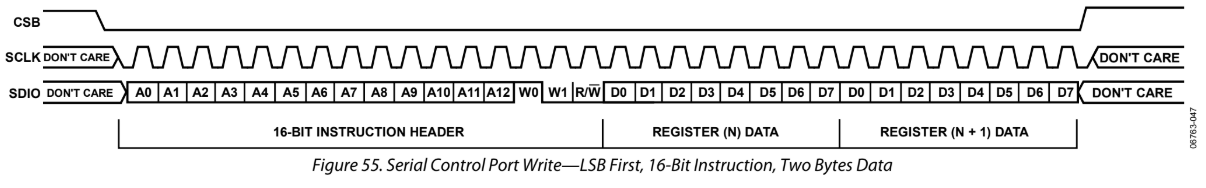 CSB
SCLK DON'T CARE DON'T CARE
SDIO DON'T CARE A0 A1 A2 A3 A4 A5 A6 A7 A8 A9 A10 A11 A12 W0 W1 R/W̅ D0 D1 D2 D3 D4 D5 D6 D7 D0 D1 D2 D3 D4 D5 D6 D7 DON'T CARE
16-BIT INSTRUCTION HEADER REGISTER (N) DATA REGISTER (N + 1) DATA
06763-047
Figure 55. Serial Control Port Write—LSB First, 16-Bit Instruction, Two Bytes Data